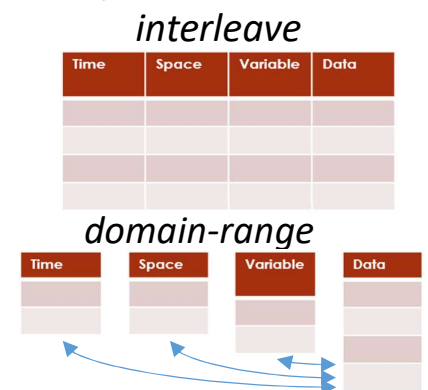 interleave
Time Space Variable Data
domain-range
Time Space Variable Data